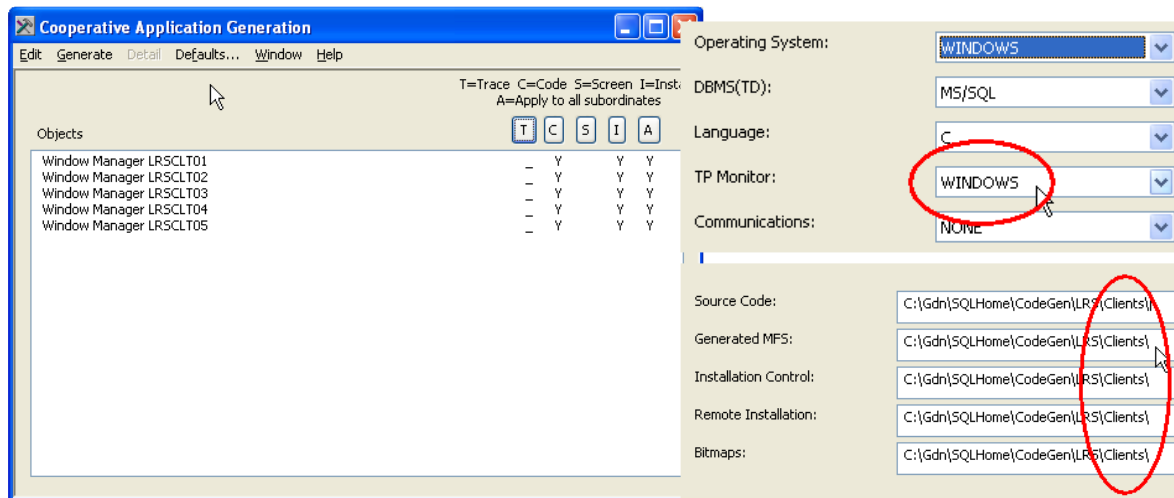 Cooperative Application Generation
Edit Generate Detail Defaults... Window Help
T=Trace C=Code S=Screen I=Insta
A=Apply to all subordinates
Objects
T C S I A
Window Manager LRSCLT01 _ Y Y Y
Window Manager LRSCLT02 _ Y Y Y
Window Manager LRSCLT03 _ Y Y Y
Window Manager LRSCLT04 _ Y Y Y
Window Manager LRSCLT05 _ Y Y Y
Operating System: WINDOWS
DBMS(TD): MS/SQL
Language: C
TP Monitor: WINDOWS
Communications: NONE
Source Code: C:\Gdn\SQLHome\CodeGen\LRS\Clients\
Generated MFS: C:\Gdn\SQLHome\CodeGen\LRS\Clients\
Installation Control: C:\Gdn\SQLHome\CodeGen\LRS\Clients\
Remote Installation: C:\Gdn\SQLHome\CodeGen\LRS\Clients\
Bitmaps: C:\Gdn\SQLHome\CodeGen\LRS\Clients\